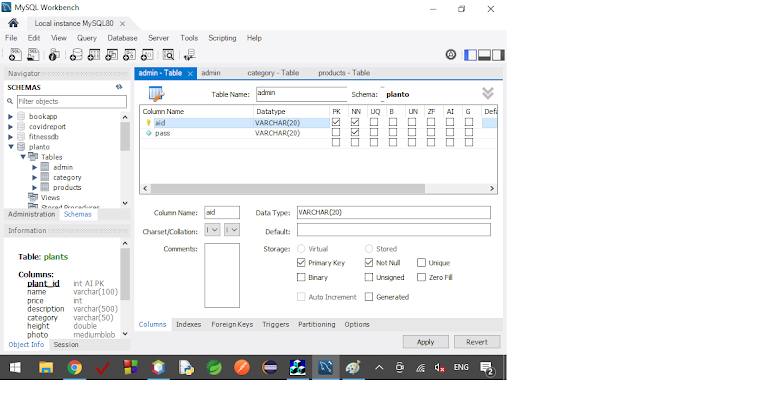 MySQL Workbench
Local instance MySQL80
File Edit View Query Database Server Tools Scripting Help
Navigator
SCHEMAS
Filter objects
bookapp
covidreport
fitnessdb
planto
Tables
admin
category
products
Views
Stored Procedures
Administration Schemas
Information
Table: plants
Columns:
plant_id int AI PK
name varchar(100)
price int
description varchar(500)
category varchar(50)
height double
photo mediumblob
Object Info Session
admin - Table admin category - Table products - Table
Table Name: admin Schema: planto
Column Name Datatype PK NN UQ B UN ZF AI G Defa
aid VARCHAR(20)
pass VARCHAR(20)
Column Name: aid Data Type: VARCHAR(20)
Charset/Collation: Default:
Comments: Storage: Virtual Stored
Primary Key Not Null Unique
Binary Unsigned Zero Fill
Auto Increment Generated
Columns Indexes Foreign Keys Triggers Partitioning Options
Apply Revert
ENG 2